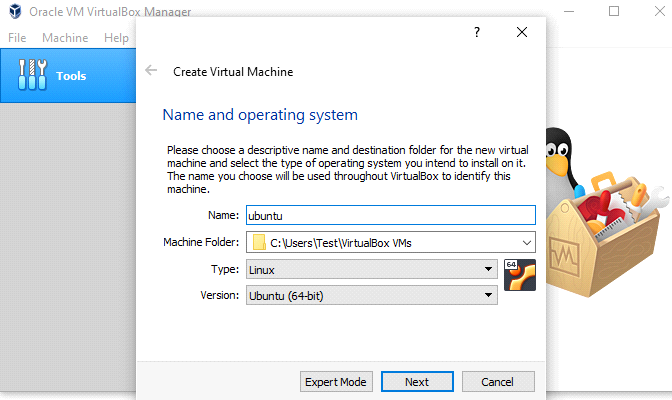 Oracle VM VirtualBox Manager
File Machine Help
Tools
?
Create Virtual Machine
Name and operating system
Please choose a descriptive name and destination folder for the new virtual
machine and select the type of operating system you intend to install on it.
The name you choose will be used throughout VirtualBox to identify this
machine.
Name: ubuntu
Machine Folder: C:\Users\Test\VirtualBox VMs
Type: Linux
64
Version: Ubuntu (64-bit)
Expert Mode Next Cancel